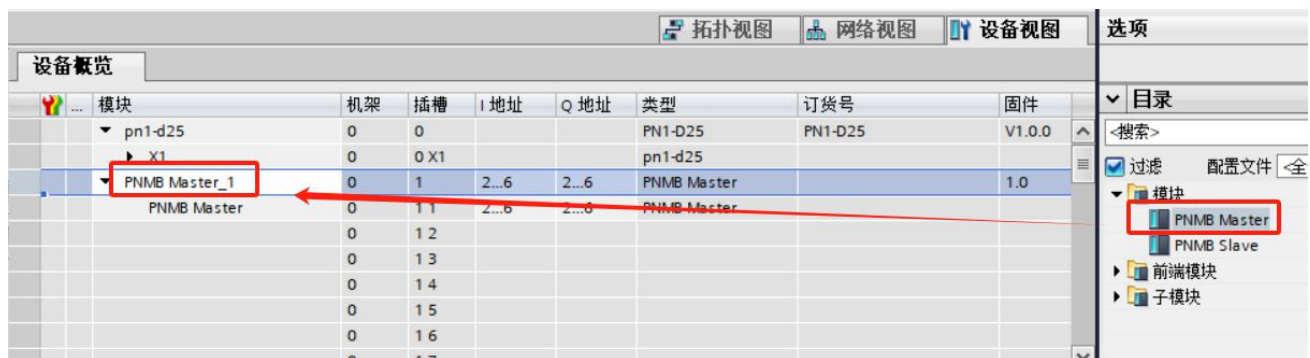 拓扑视图 网络视图 设备视图 选项
设备概览
... 模块 机架 插槽 I 地址 Q 地址 类型 订货号 固件 目录
pn1-d25 0 0 PN1-D25 PN1-D25 V1.0.0 <搜索>
X1 0 0 X1 pn1-d25 过滤 配置文件 <全
PNMB Master_1 0 1 2...6 2...6 PNMB Master 1.0 模块
PNMB Master 0 1 1 2...6 2...6 PNMB Master PNMB Master
0 1 2 PNMB Slave
0 1 3 前端模块
0 1 4 子模块
0 1 5
0 1 6